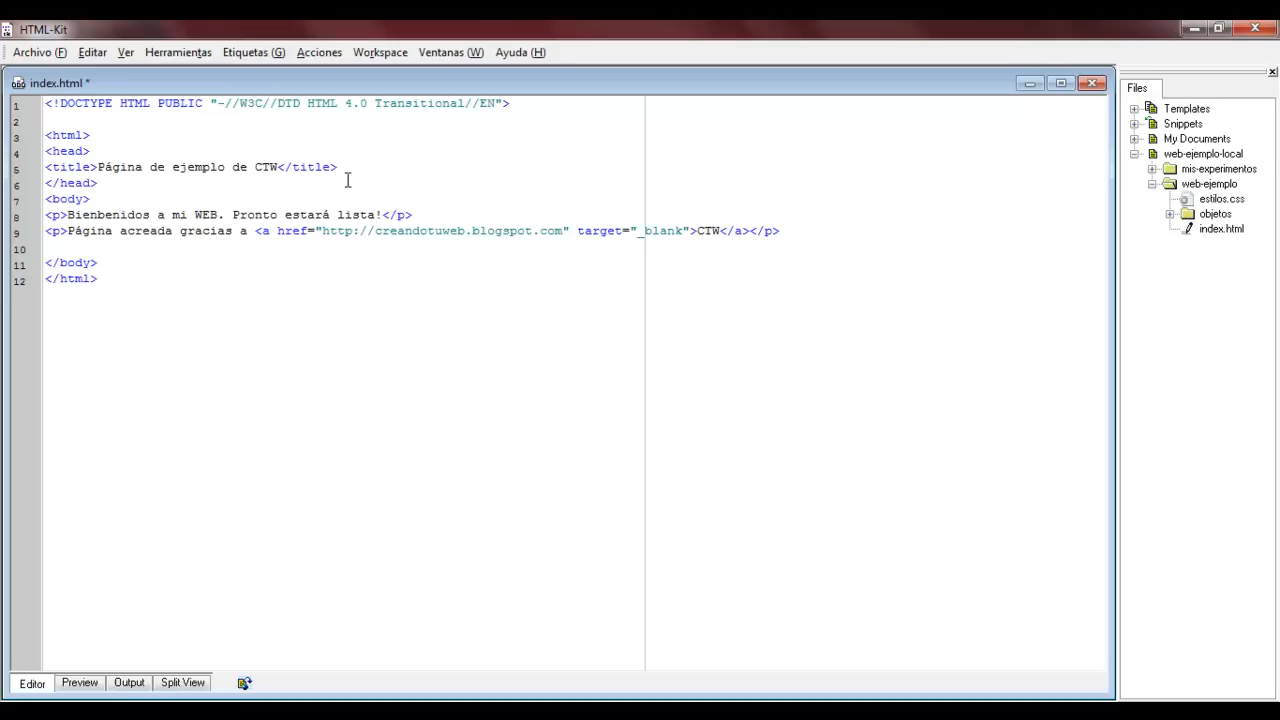 HTML-Kit
Archivo (F) Editar Ver Herramientas Etiquetas (G) Acciones Workspace Ventanas (W) Ayuda (H)
index.html *
1 <!DOCTYPE HTML PUBLIC "-//W3C//DTD HTML 4.0 Transitional//EN">
2
3 <html>
4 <head>
5 <title>Página de ejemplo de CTW</title>
6 </head>
7 <body>
8 <p>Bienbenidos a mi WEB. Pronto estará lista!</p>
9 <p>Página acreada gracias a <a href="http://creandotuweb.blogspot.com" target="_blank">CTW</a></p>
10
11 </body>
12 </html>
Editor Preview Output Split View
Files
Templates
Snippets
My Documents
web-ejemplo-local
mis-experimentos
web-ejemplo
estilos.css
objetos
index.html